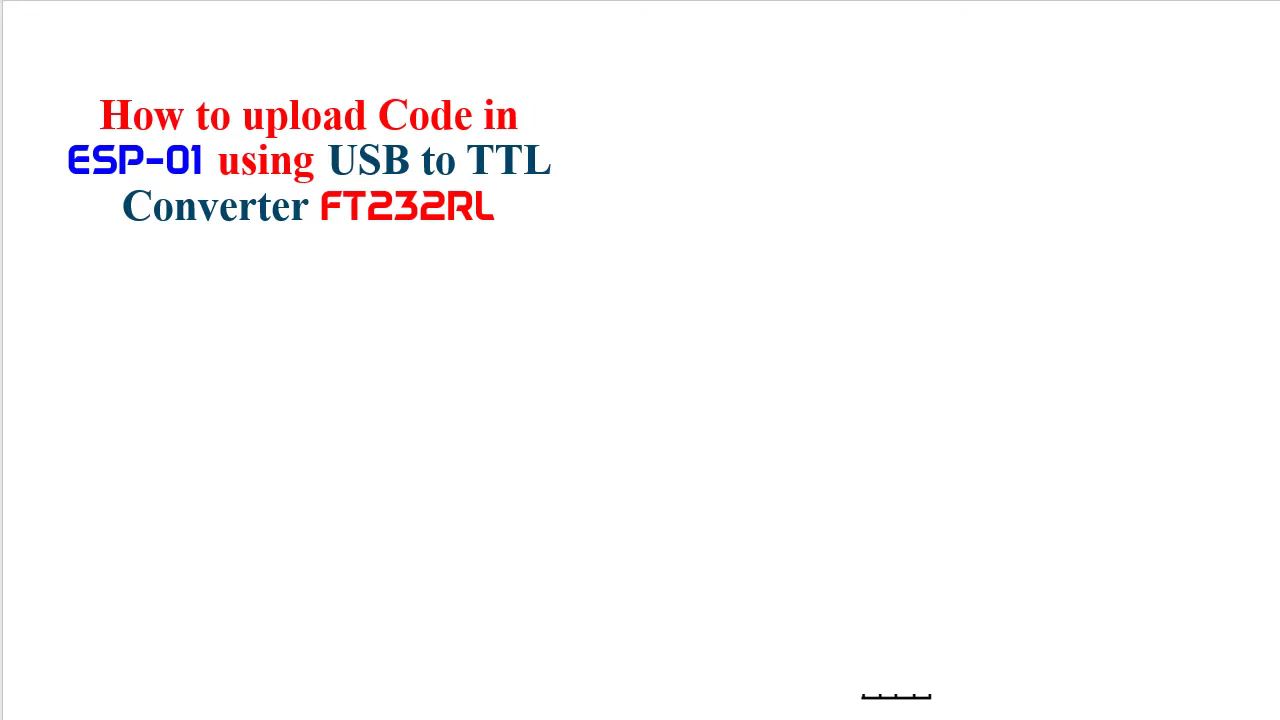 How to upload Code in
ESP-01 using USB to TTL
Converter FT232RL